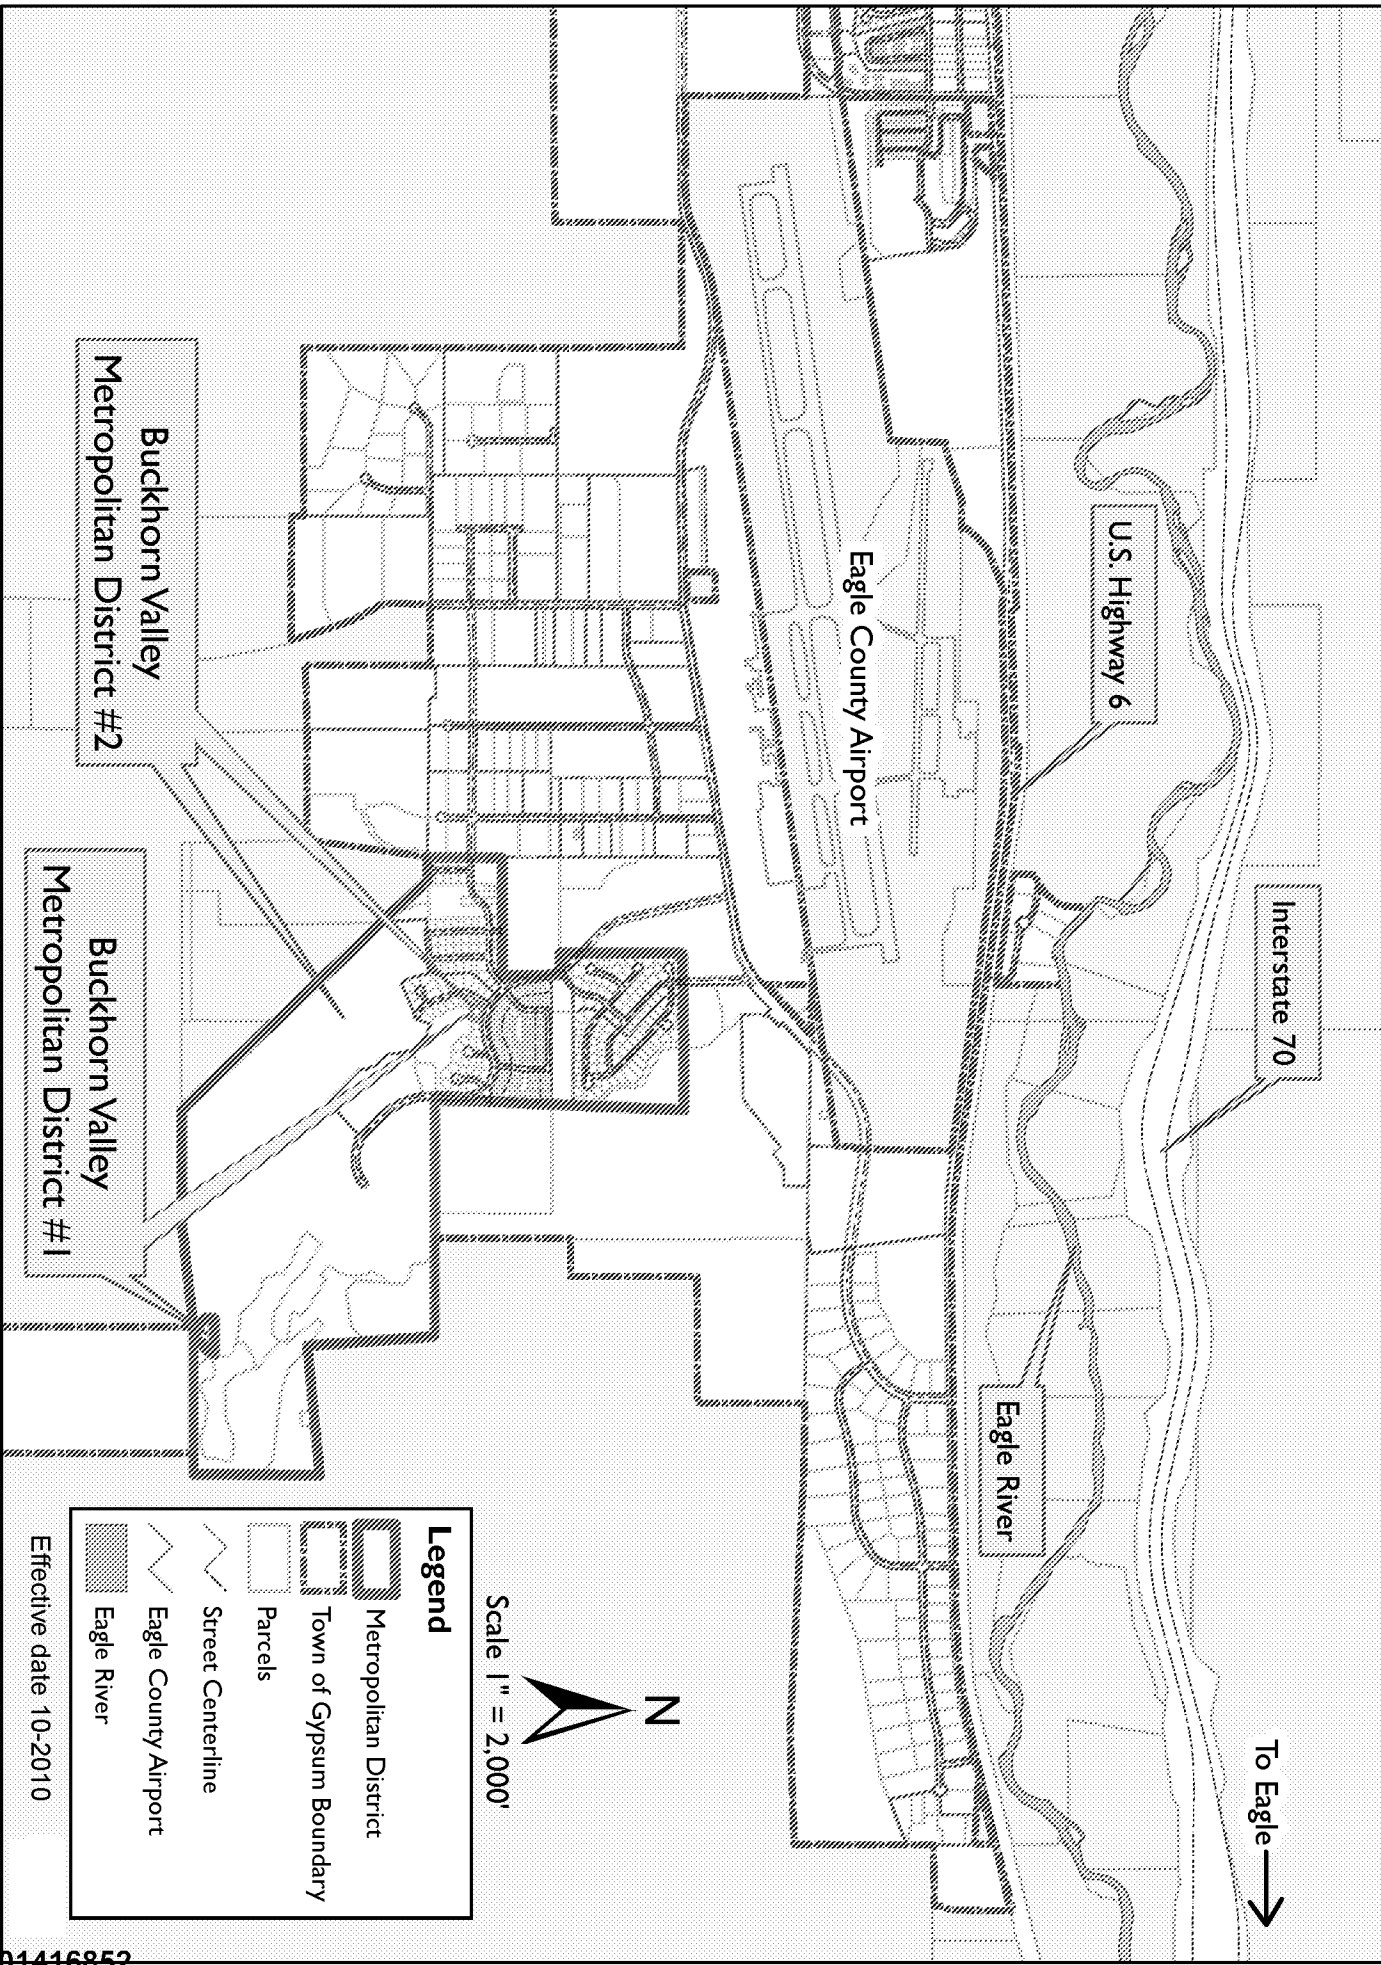 To Eagle
Interstate 70
U.S. Highway 6
Eagle River
Eagle County Airport
Buckhorn Valley
Metropolitan District #2
Buckhorn Valley
Metropolitan District #1
N
Scale 1" = 2,000'
Legend
Metropolitan District
Town of Gypsum Boundary
Parcels
Street Centerline
Eagle County Airport
Eagle River
Effective date 10-2010